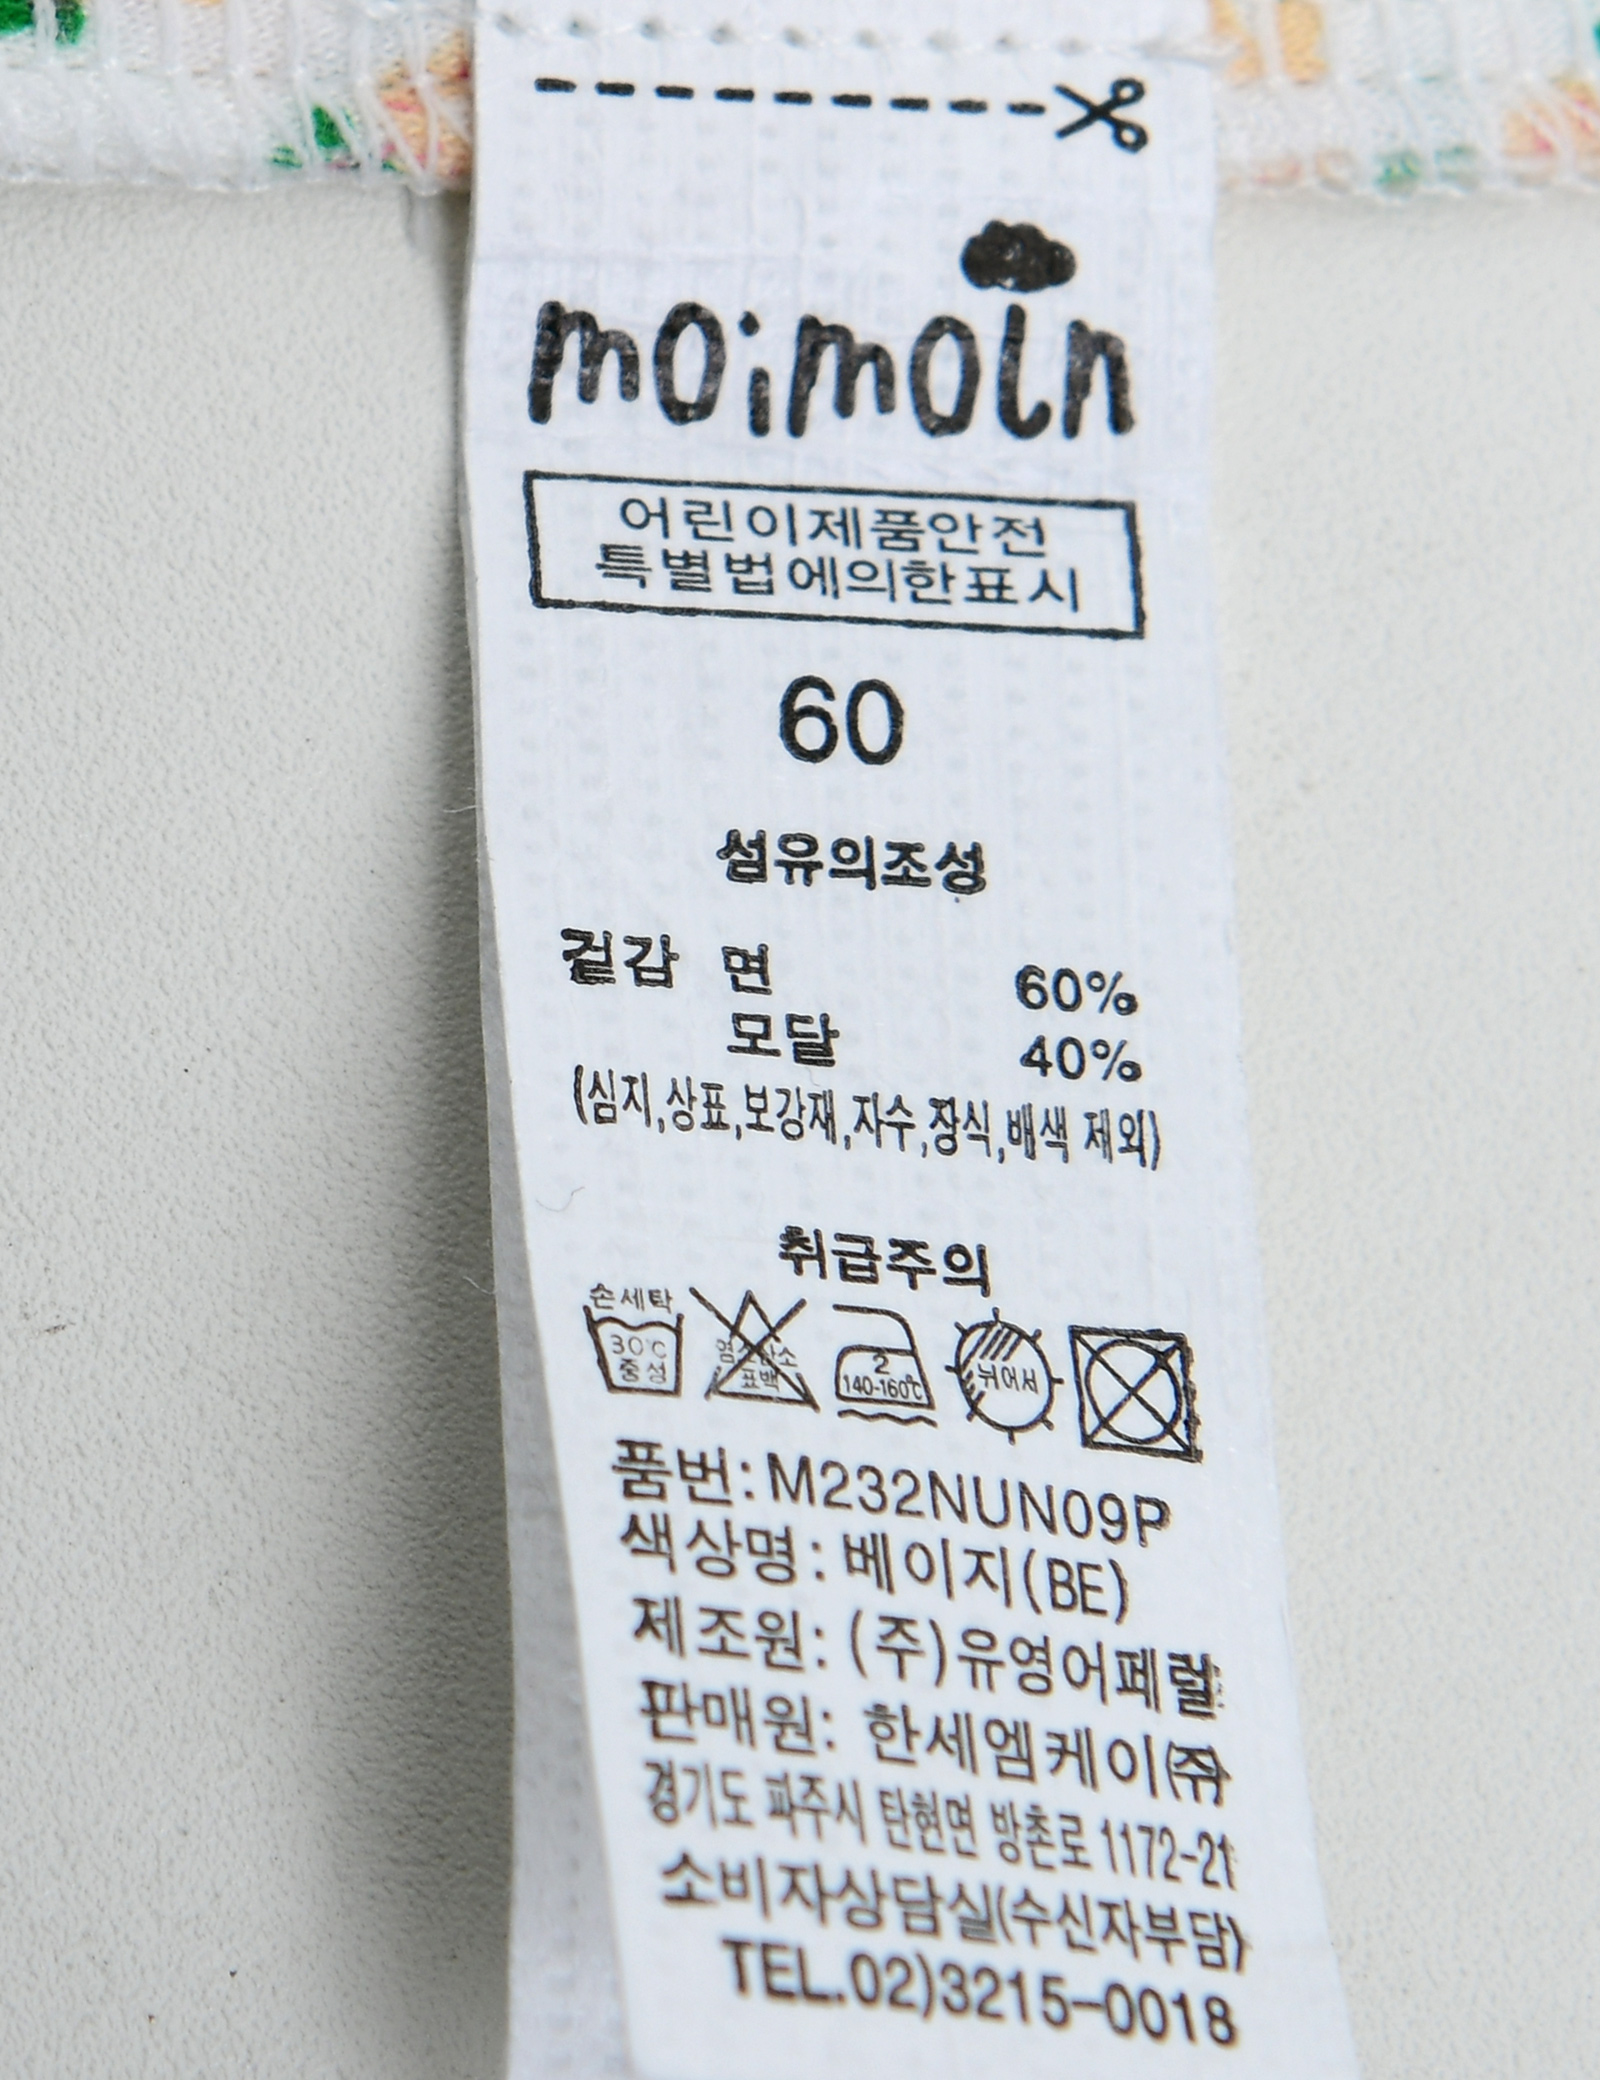 moimoln
어린이제품안전
특별법에의한표시
60
섬유의조성
겉감 면 60%
모달 40%
(심지,상표,보강재,자수,장식,배색 제외)
취급주의
손세탁
30℃
중성
염소산소
표백
2
140-160℃
뉘어서
품번:M232NUN09P
색상명:베이지(BE)
제조원:(주)유영어페럴
판매원: 한세엠케이(주)
경기도 파주시 탄현면 방촌로 1172-21
소비자상담실(수신자부담)
TEL.02)3215-0018